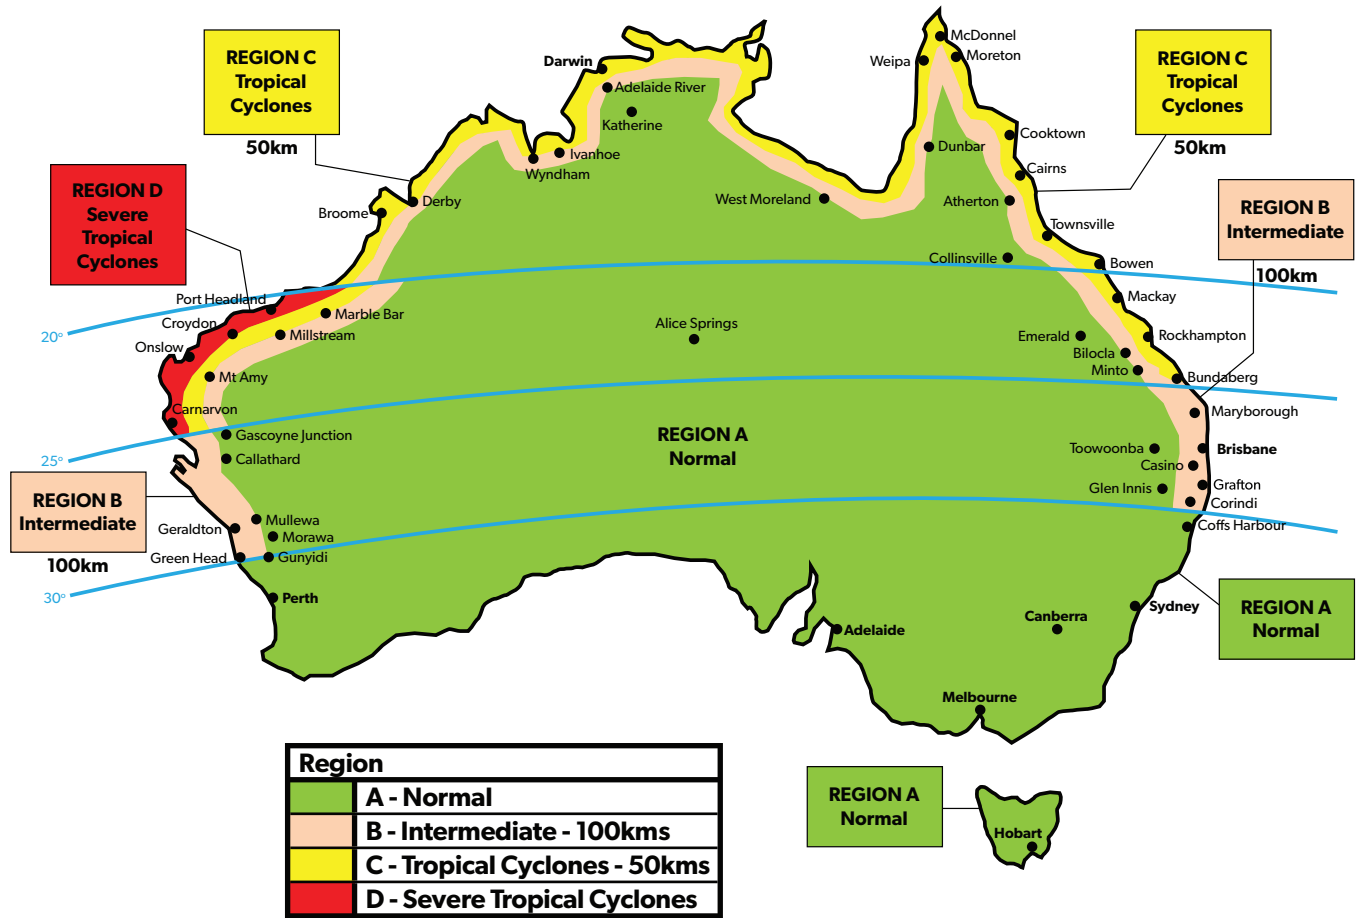 REGION C
Tropical
Cyclones
50km
REGION D
Severe
Tropical
Cyclones
REGION C
Tropical
Cyclones
50km
REGION B
Intermediate
100km
REGION B
Intermediate
100km
REGION A
Normal
REGION A
Normal
REGION A
Normal
20°
25°
30°
Darwin
Adelaide River
Katherine
Ivanhoe
Wyndham
Derby
Broome
Port Headland
Croydon
Onslow
Marble Bar
Millstream
Mt Amy
Carnarvon
Gascoyne Junction
Callathard
Mullewa
Geraldton
Morawa
Green Head
Gunyidi
Perth
Alice Springs
West Moreland
McDonnel
Weipa
Moreton
Dunbar
Cooktown
Cairns
Atherton
Townsville
Collinsville
Bowen
Mackay
Emerald
Rockhampton
Bilocla
Minto
Bundaberg
Maryborough
Toowoonba
Brisbane
Casino
Glen Innis
Grafton
Corindi
Coffs Harbour
Sydney
Canberra
Adelaide
Melbourne
Hobart
Region
A - Normal
B - Intermediate - 100kms
C - Tropical Cyclones - 50kms
D - Severe Tropical Cyclones